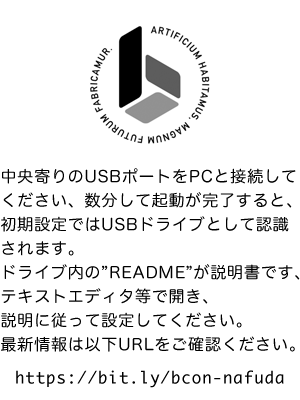 ARTIFICIUM HABITAMUS. MAGNUM FUTURUM FABRICAMUR.
中央寄りのUSBポートをPCと接続して
ください、数分して起動が完了すると、
初期設定ではUSBドライブとして認識
されます。
ドライブ内の”README”が説明書です、
テキストエディタ等で開き、
説明に従って設定してください。
最新情報は以下URLをご確認ください。
https://bit.ly/bcon-nafuda